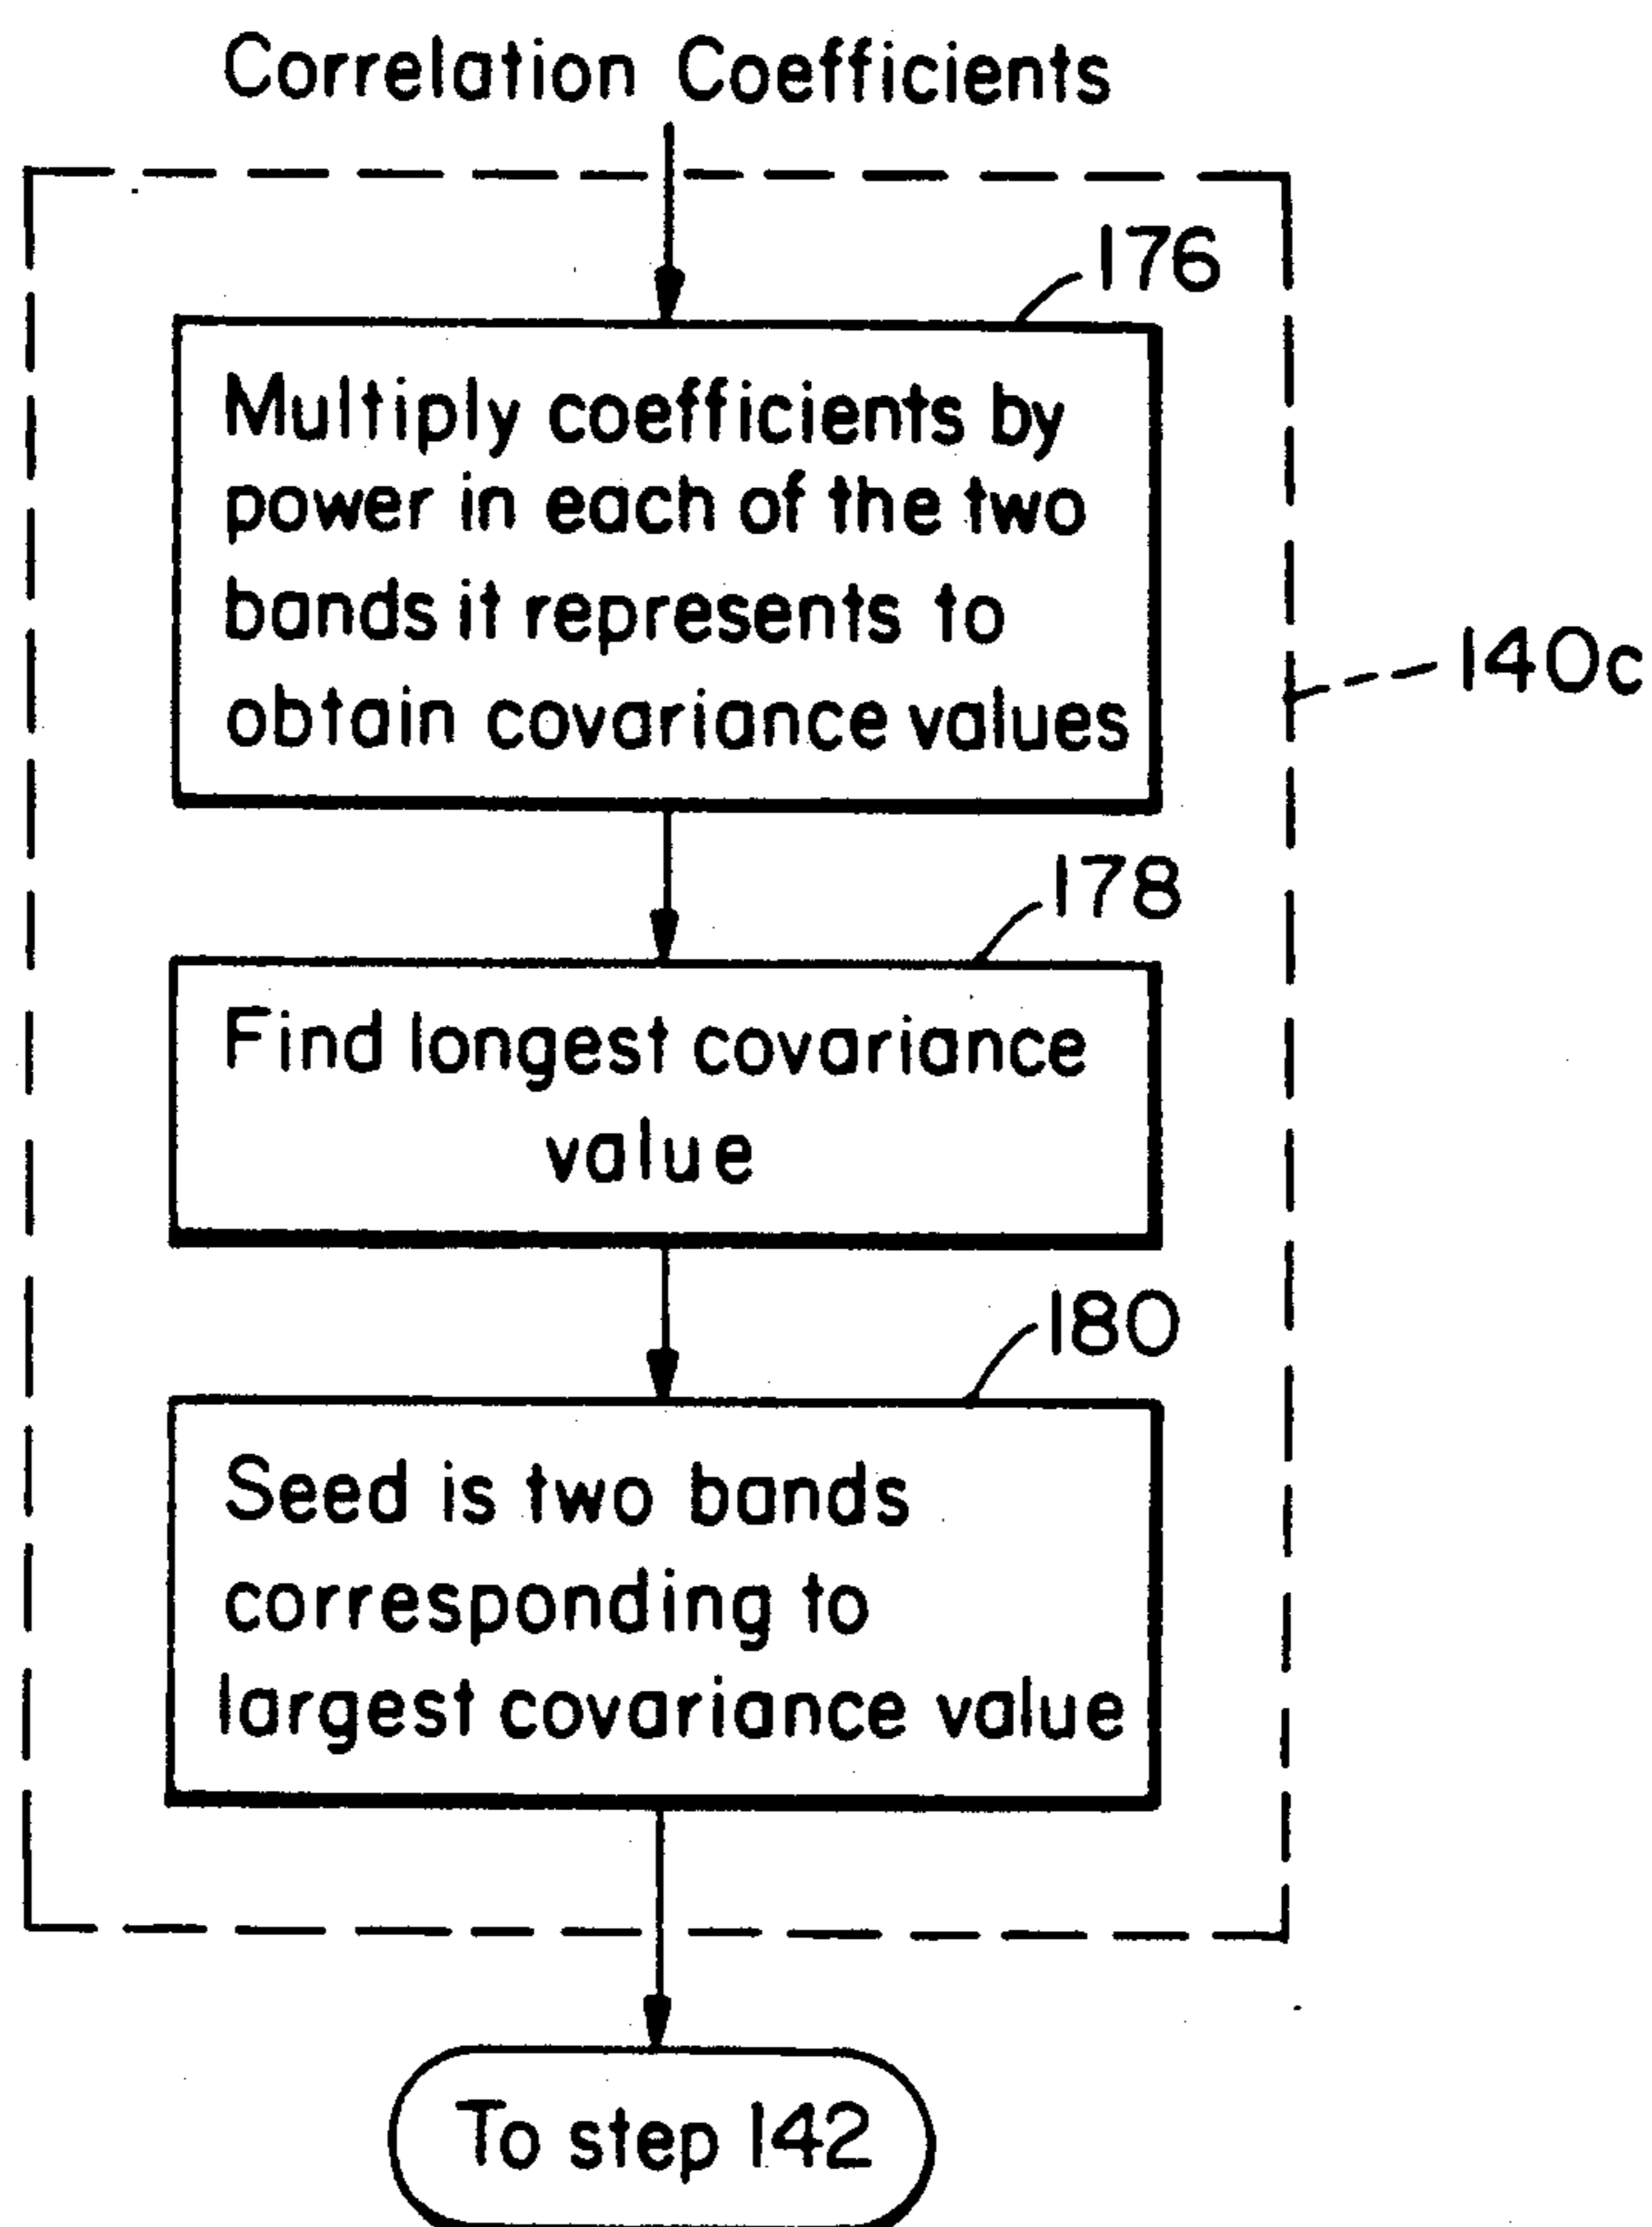 Correlation Coefficients
176
Multiply coefficients by
power in each of the two
bands it represents to
obtain covariance values
140c
178
Find longest covariance
value
180
Seed is two bands
corresponding to
largest covariance value
To step 142